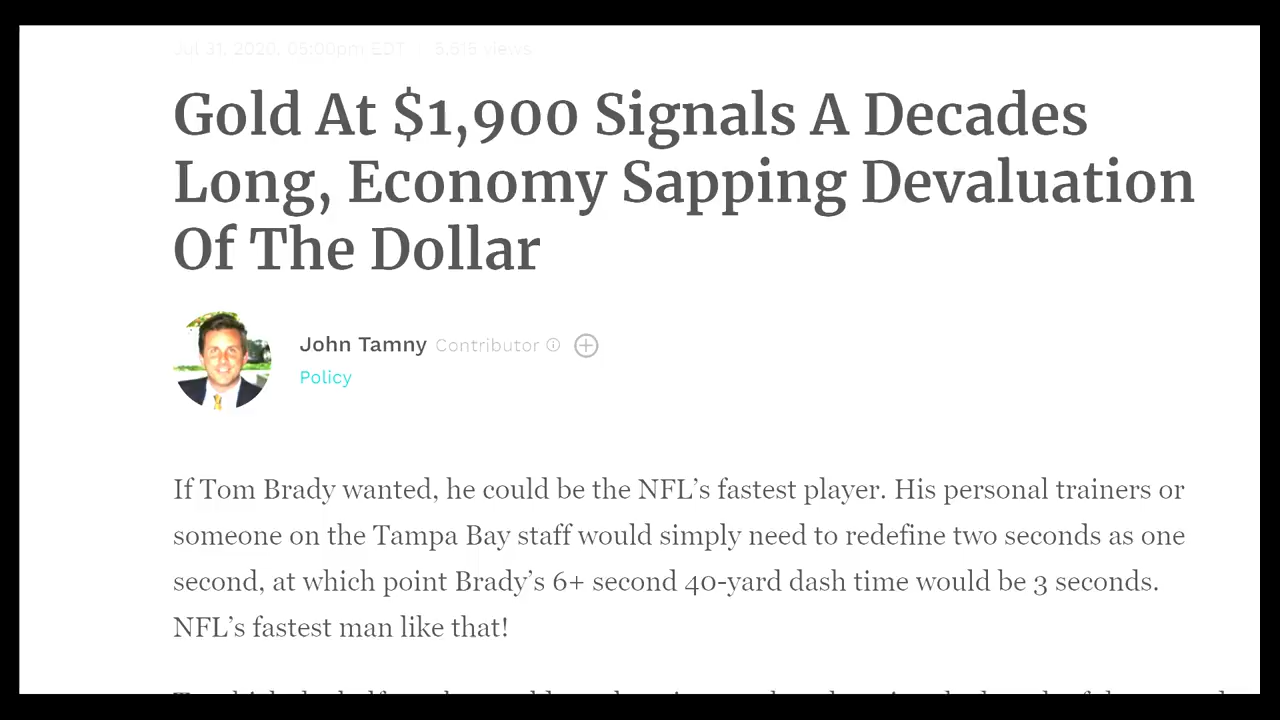 Jul 31, 2020, 05:00pm EDT
Gold At $1,900 Signals A Decades
Long, Economy Sapping Devaluation
Of The Dollar
John Tamny Contributor
Policy
If Tom Brady wanted, he could be the NFL’s fastest player. His personal trainers or
someone on the Tampa Bay staff would simply need to redefine two seconds as one
second, at which point Brady’s 6+ second 40-yard dash time would be 3 seconds.
NFL’s fastest man like that!